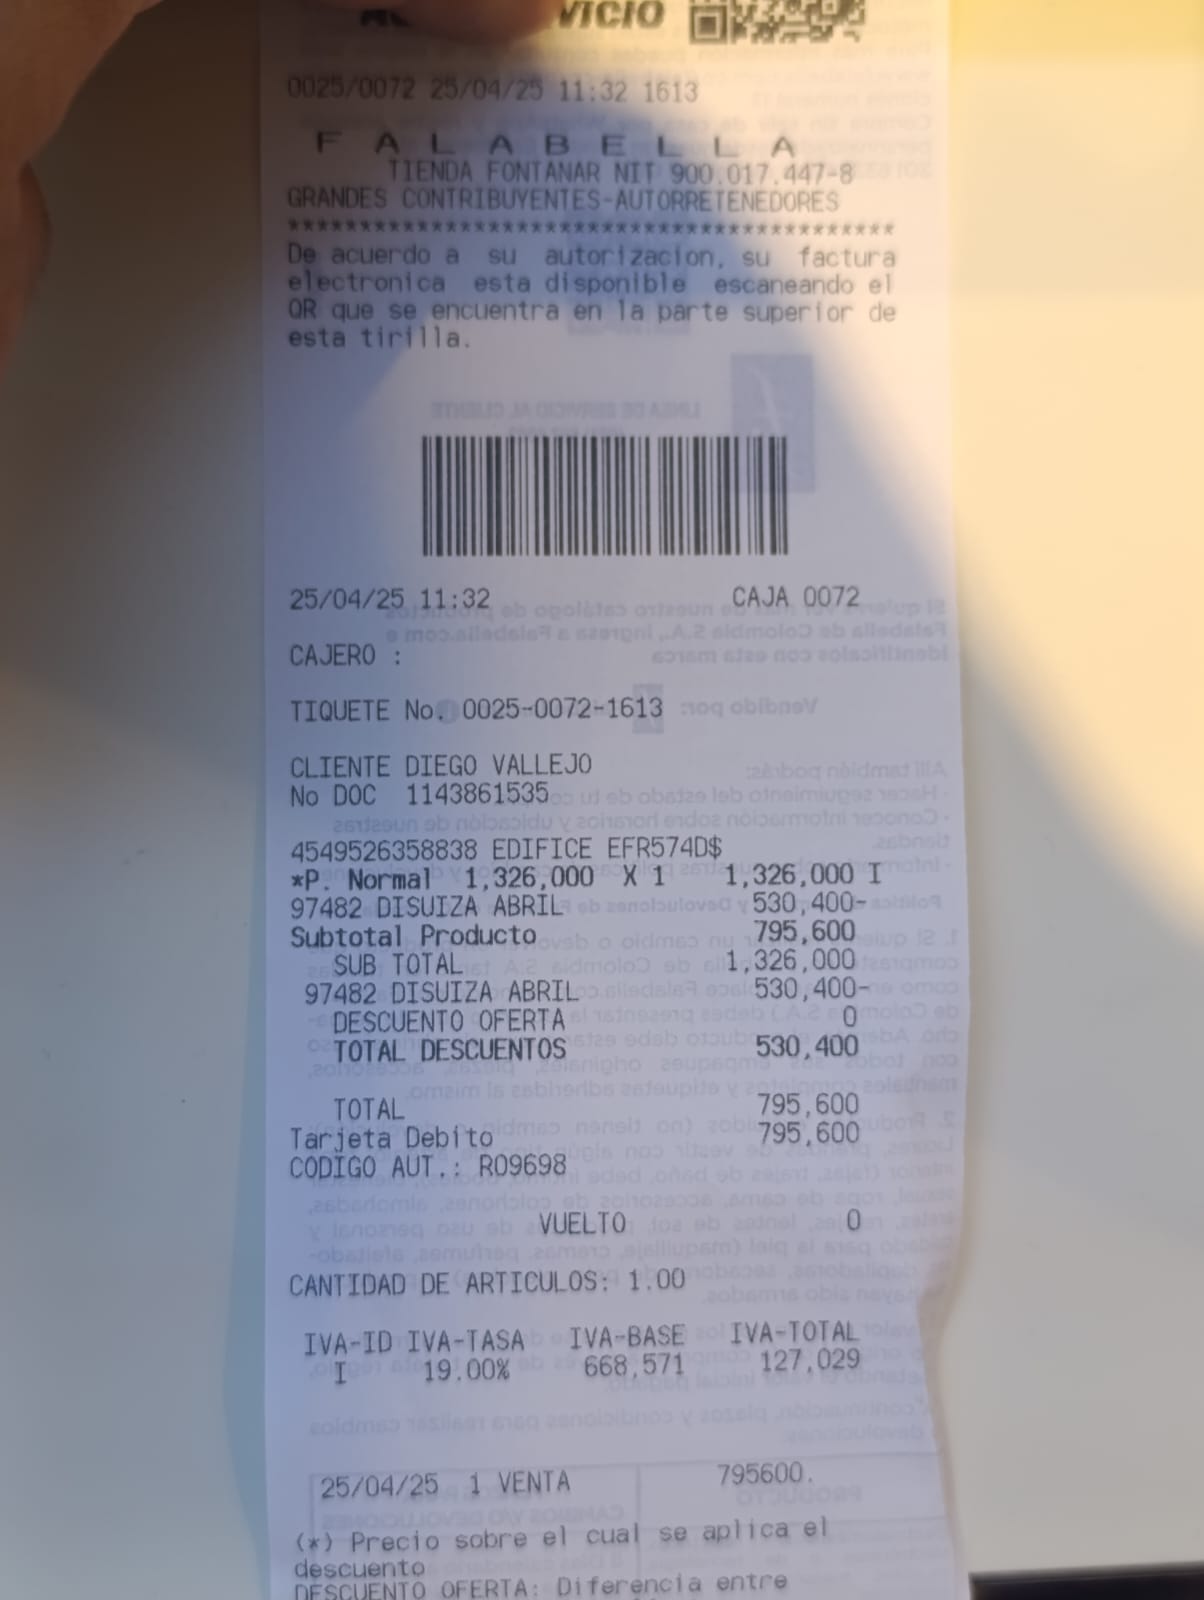 VICIO
0025/0072 25/04/25 11:32 1613
F A L A B E L L A
TIENDA FONTANAR NIT 900.017.447-8
GRANDES CONTRIBUYENTES-AUTORRETENEDORES
******************************************
De acuerdo a su autorizacion, su factura
electronica esta disponible escaneando el
QR que se encuentra en la parte superior de
esta tirilla.
25/04/25 11:32 CAJA 0072
CAJERO :
TIQUETE No. 0025-0072-1613
CLIENTE DIEGO VALLEJO
No DOC 1143861535
4549526358838 EDIFICE EFR574D$
*P. Normal 1,326,000 X 1 1,326,000 I
97482 DISUIZA ABRIL 530,400-
Subtotal Producto 795,600
SUB TOTAL 1,326,000
97482 DISUIZA ABRIL 530,400-
DESCUENTO OFERTA 0
TOTAL DESCUENTOS 530,400
TOTAL 795,600
Tarjeta Debito 795,600
CODIGO AUT.: R09698
VUELTO 0
CANTIDAD DE ARTICULOS: 1.00
IVA-ID IVA-TASA IVA-BASE IVA-TOTAL
I 19.00% 668,571 127,029
25/04/25 1 VENTA 795600.
(*) Precio sobre el cual se aplica el
descuento
DESCUENTO OFERTA: Diferencia entre